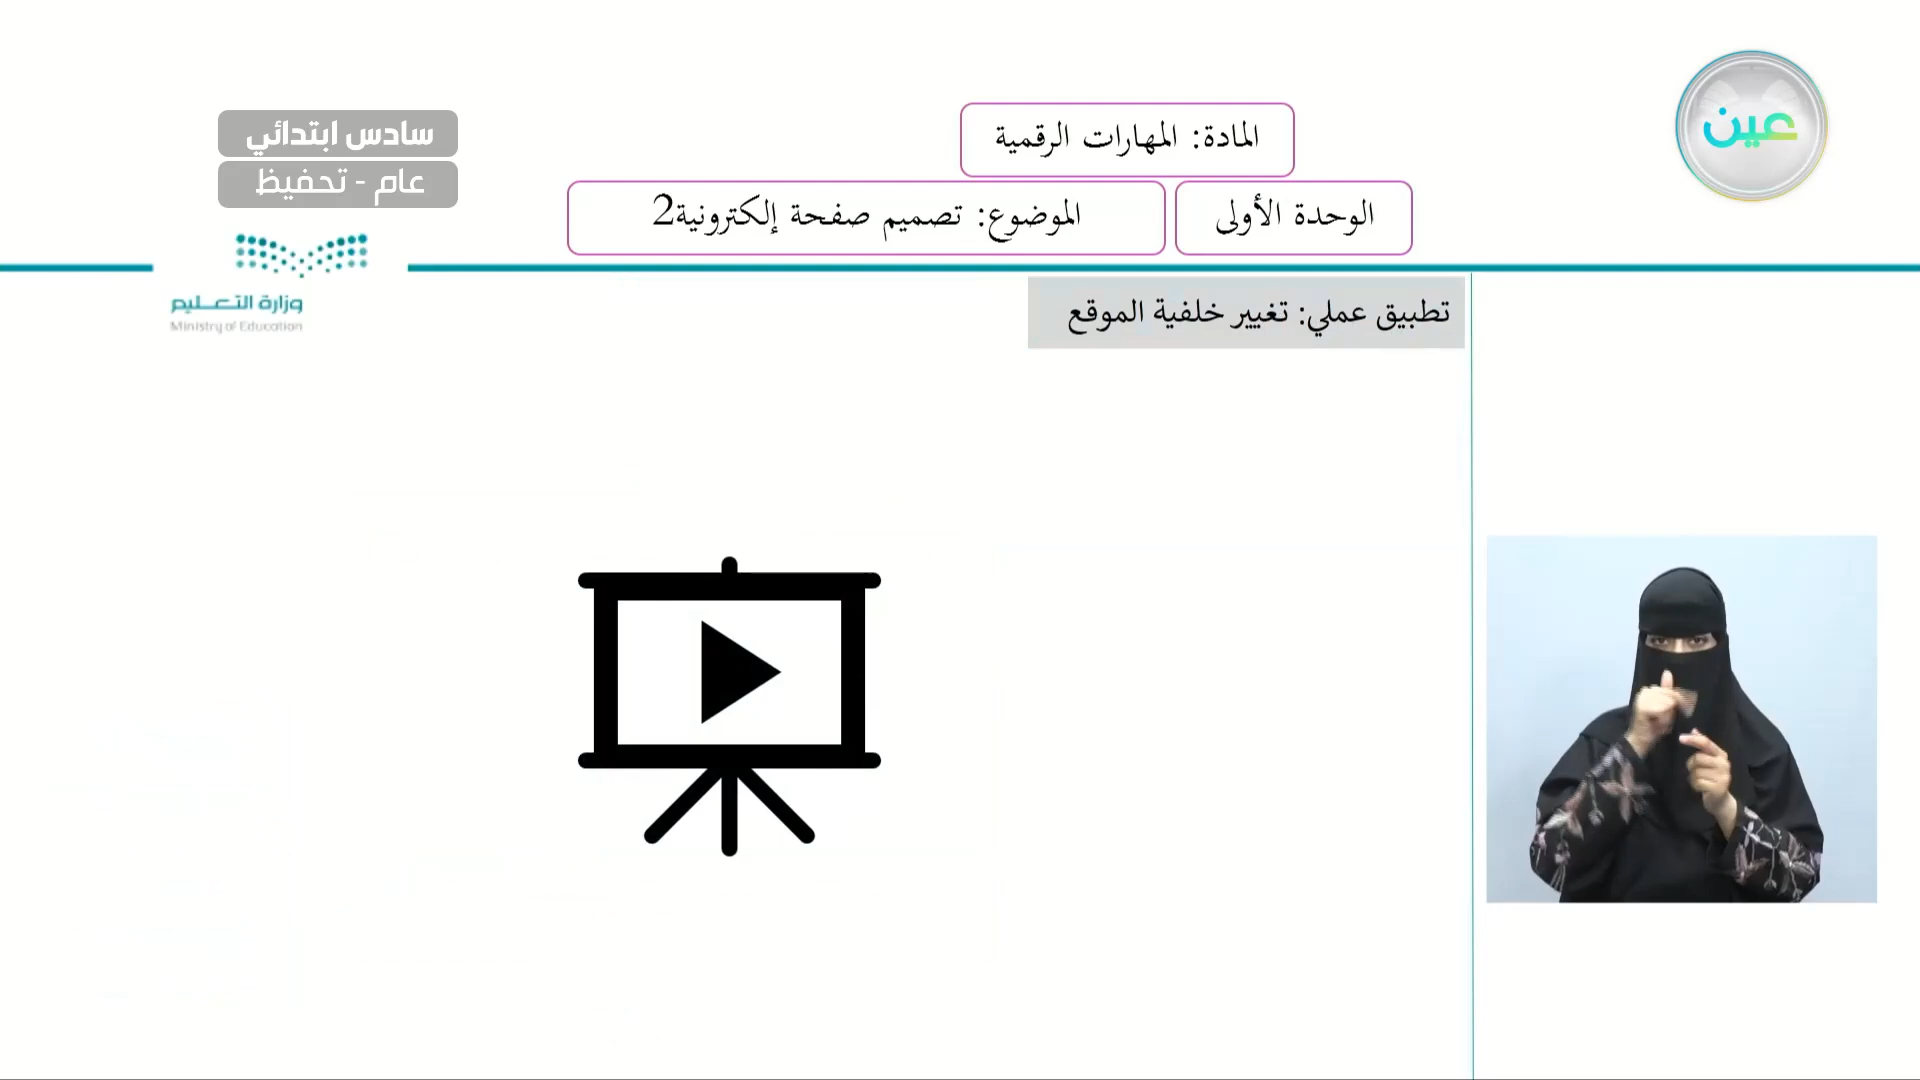 عين
المادة: المهارات الرقمية
سادس ابتدائي
عام - تحفيظ
الوحدة الأولى
الموضوع: تصميم صفحة إلكترونية2
وزارة التعليم
Ministry of Education
تطبيق عملي: تغيير خلفية الموقع